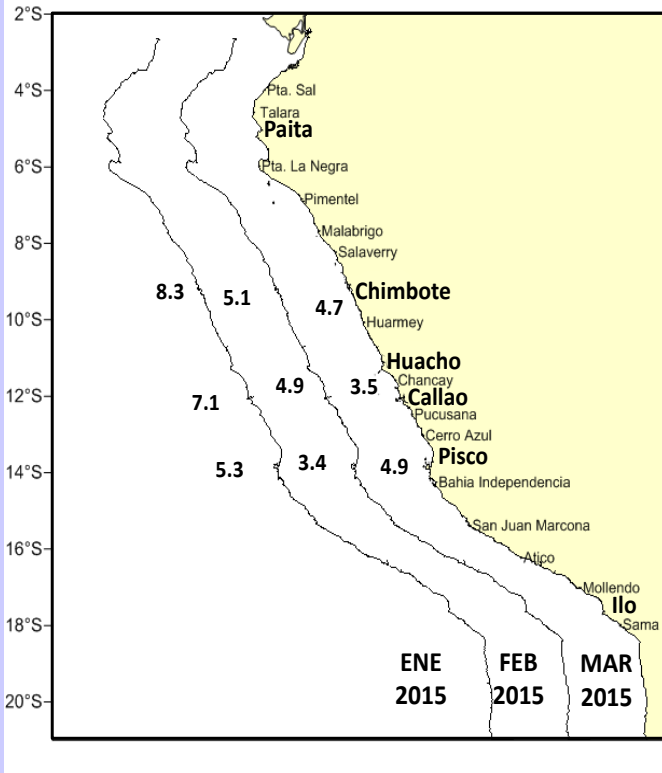 2°S
4°S
Pta. Sal
Talara
Paita
6°S
Pta. La Negra
Pimentel
Malabrigo
8°S
Salaverry
8.3
5.1
4.7
Chimbote
10°S
Huarmey
Huacho
4.9
3.5
Chancay
12°S
7.1
Callao
Pucusana
Cerro Azul
Pisco
5.3
3.4
4.9
14°S
Bahia Independencia
San Juan Marcona
16°S
Atico
Mollendo
Ilo
18°S
Sama
ENE
2015
FEB
2015
MAR
2015
20°S